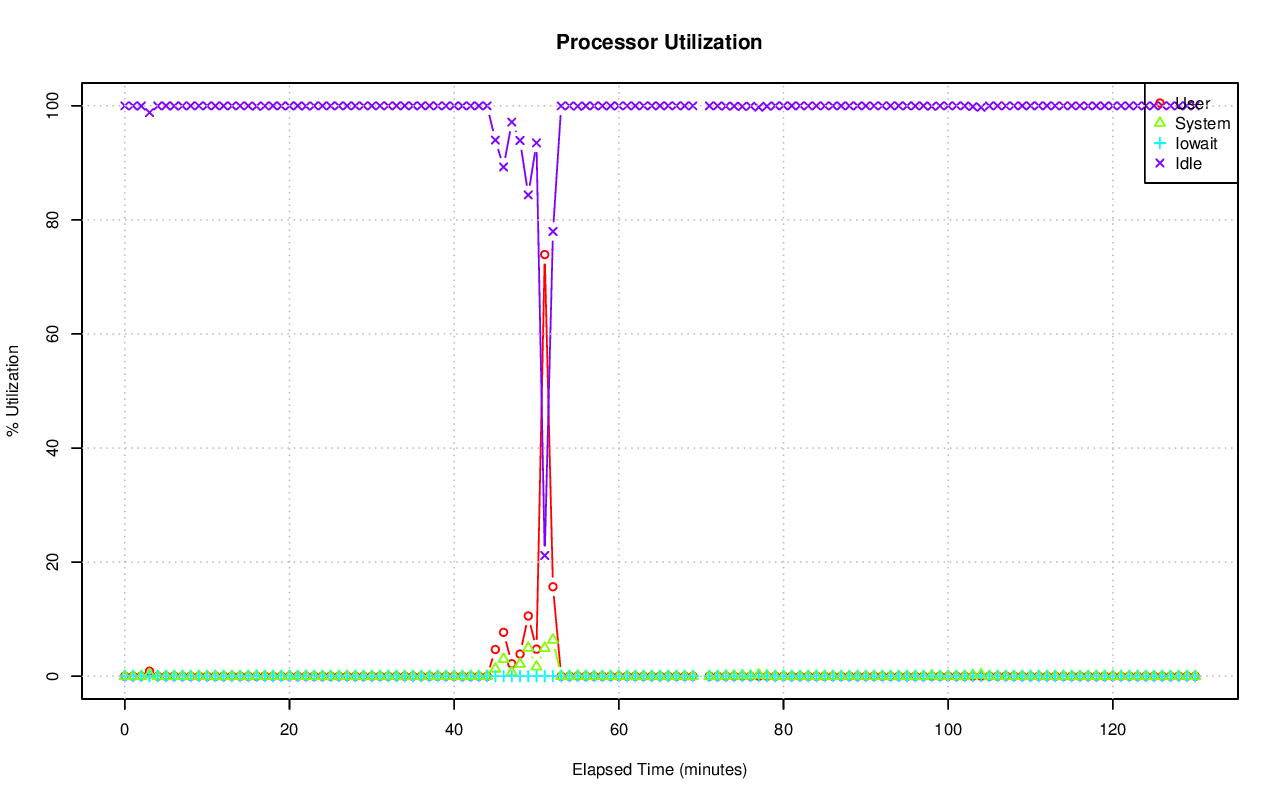 Processor Utilization
% Utilization
100
80
60
40
20
0
User
System
Iowait
Idle
0 20 40 60 80 100 120
Elapsed Time (minutes)